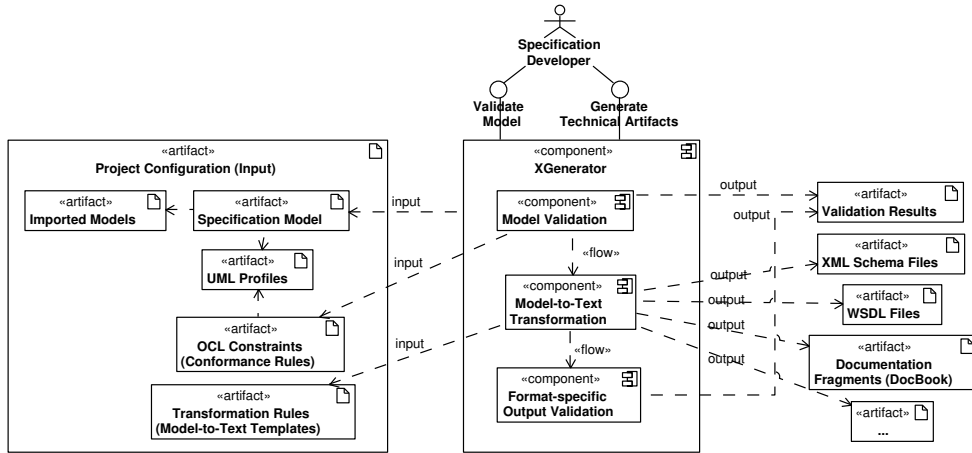 Specification
Developer
Validate
Model
Generate
Technical Artifacts
«artifact»
Project Configuration (Input)
«artifact»
Imported Models
«artifact»
Specification Model
«artifact»
UML Profiles
«artifact»
OCL Constraints
(Conformance Rules)
«artifact»
Transformation Rules
(Model-to-Text Templates)
input
input
input
«component»
XGenerator
«component»
Model Validation
«flow»
«component»
Model-to-Text
Transformation
«flow»
«component»
Format-specific
Output Validation
output
output
output
output
output
output
«artifact»
Validation Results
«artifact»
XML Schema Files
«artifact»
WSDL Files
«artifact»
Documentation
Fragments (DocBook)
«artifact»
...